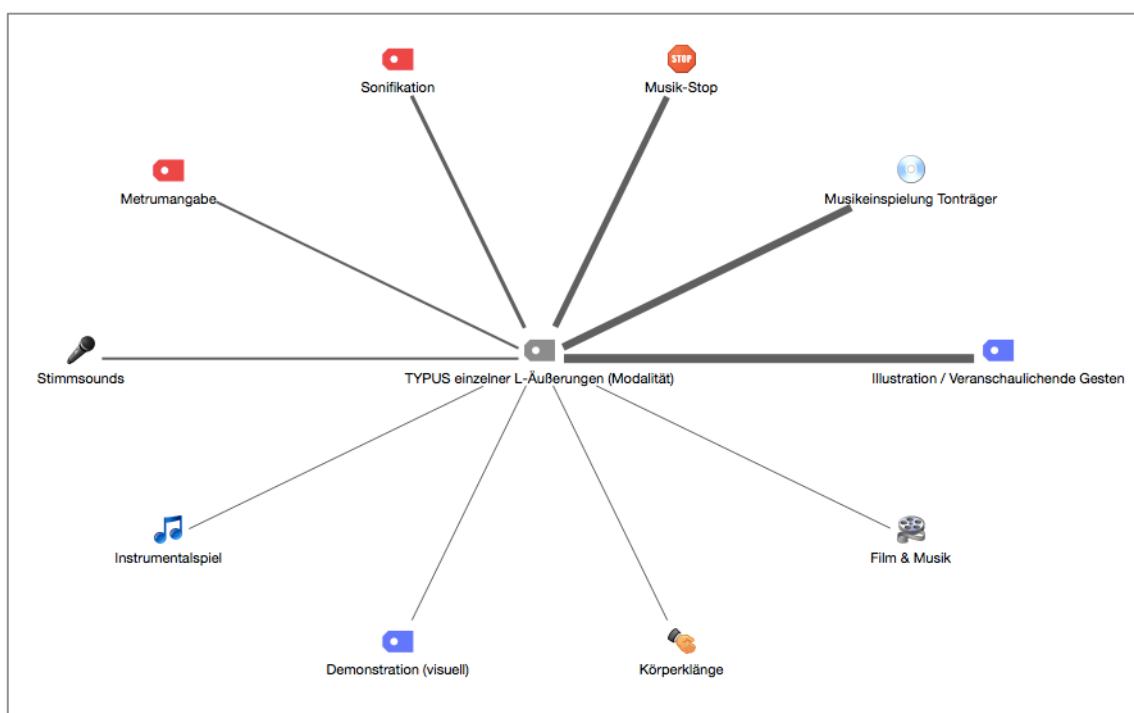 STOP
Sonifikation
Musik-Stop
Metrumangabe
Musikeinspielung Tonträger
Stimmsounds
TYPUS einzelner L-Äußerungen (Modalität)
Illustration / Veranschaulichende Gesten
Instrumentalspiel
Film & Musik
Demonstration (visuell)
Körperklänge